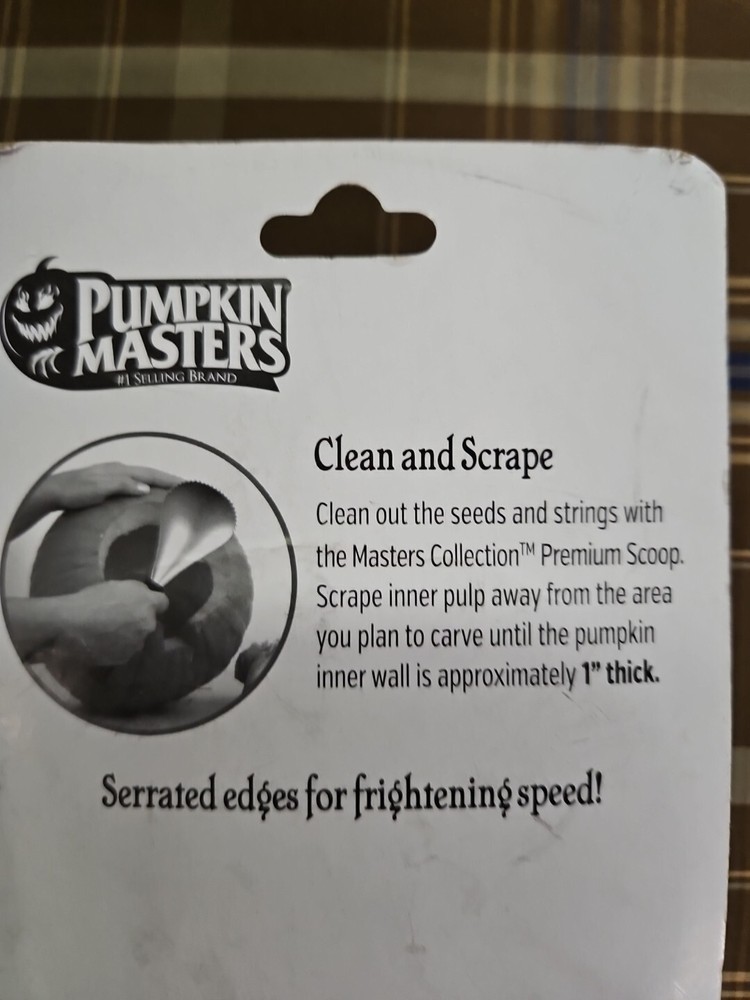 PUMPKIN
MASTERS
#1 SELLING BRAND
Clean and Scrape
Clean out the seeds and strings with
the Masters Collection™ Premium Scoop.
Scrape inner pulp away from the area
you plan to carve until the pumpkin
inner wall is approximately 1” thick.
Serrated edges for frightening speed!